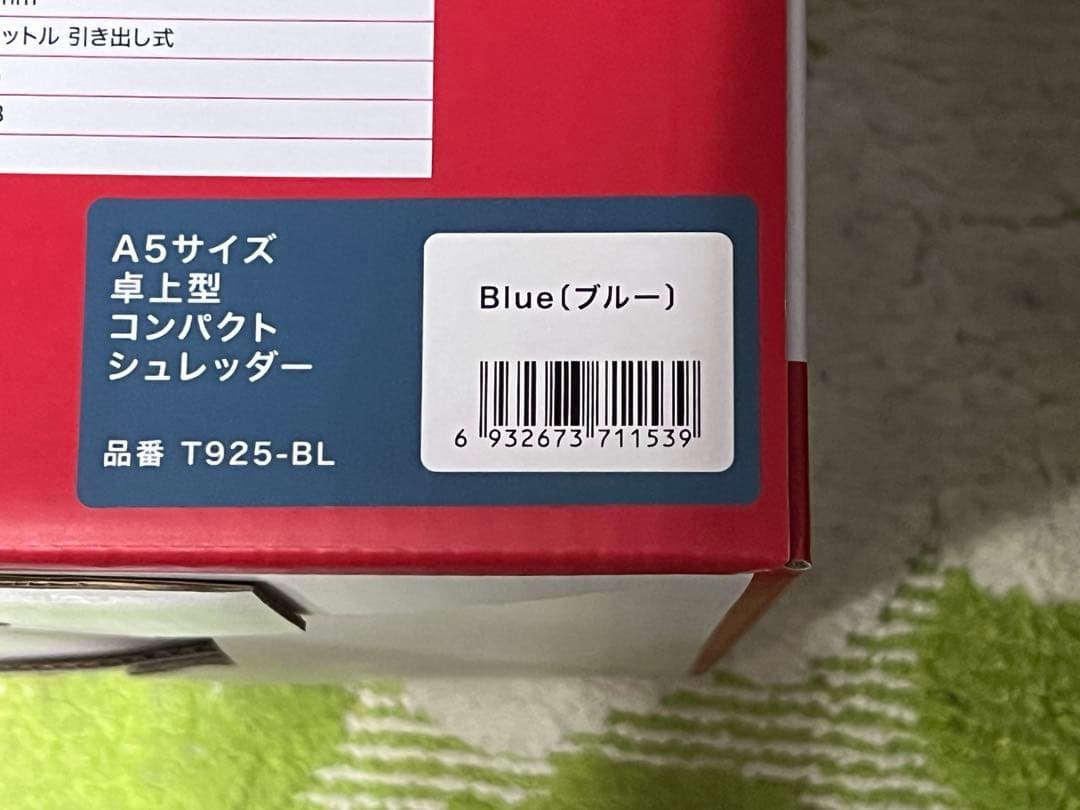 ットル 引き出し式
A5サイズ
卓上型
コンパクト
シュレッダー
品番 T925-BL
Blue〔ブルー〕
6 932673 711539